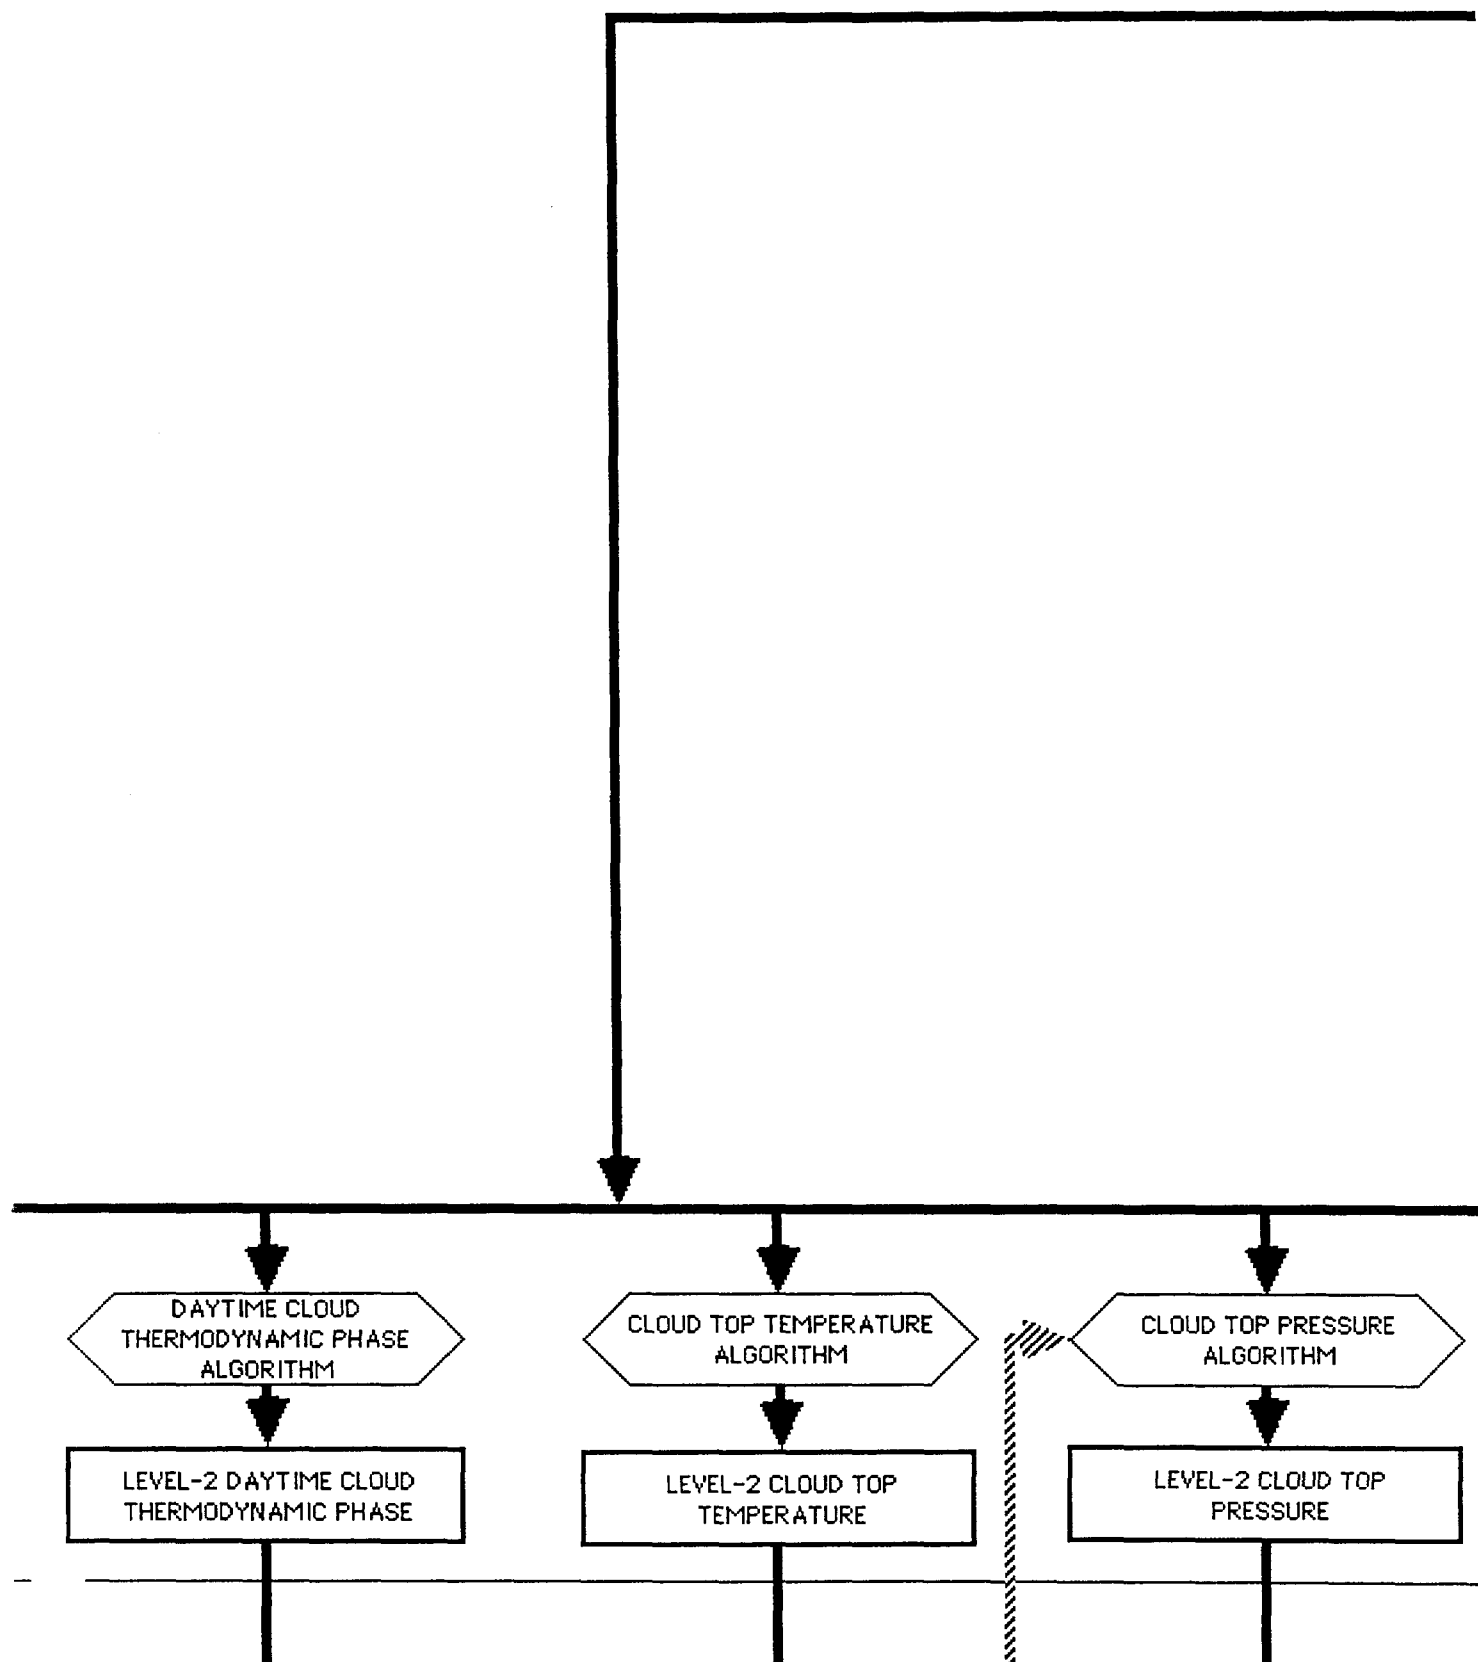 DAYTIME CLOUD
THERMODYNAMIC PHASE
ALGORITHM
CLOUD TOP TEMPERATURE
ALGORITHM
CLOUD TOP PRESSURE
ALGORITHM
LEVEL-2 DAYTIME CLOUD
THERMODYNAMIC PHASE
LEVEL-2 CLOUD TOP
TEMPERATURE
LEVEL-2 CLOUD TOP
PRESSURE